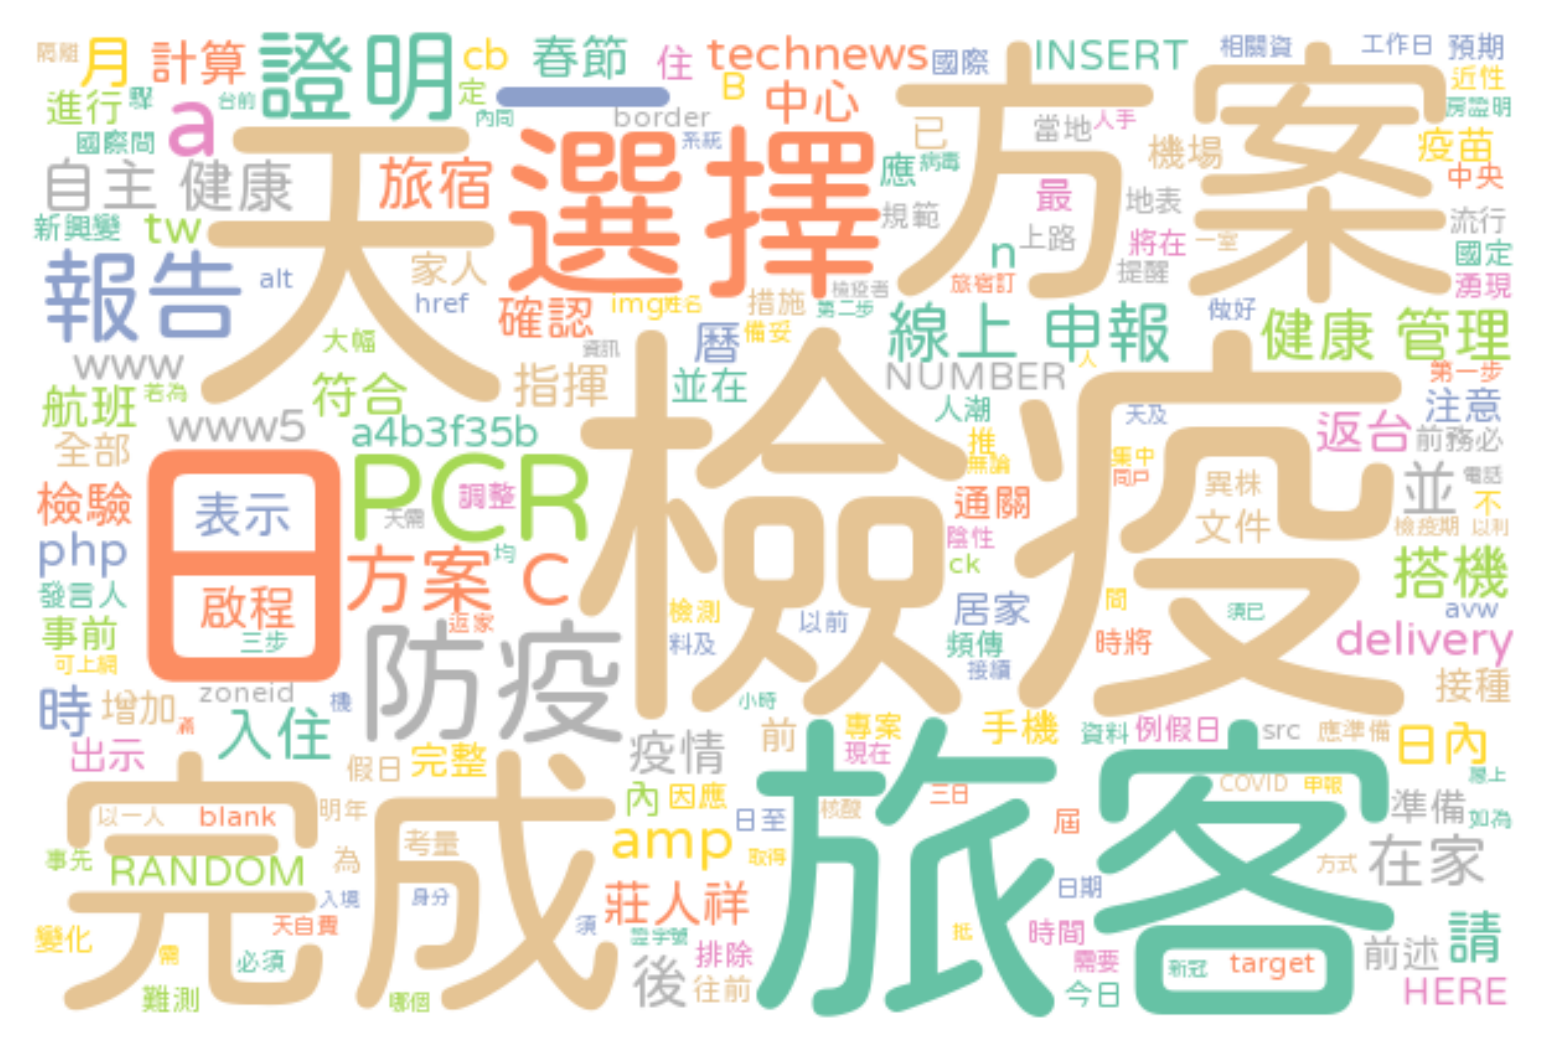 隔離
月
計算
證明
cb
春節
住
technews
國際
INSERT
相關資
工作日
預期
進行
a
台前
定
一
B
中心
已
當地
人手
機場
近性
疫苗
房證明
國際間
內同
border
系統
應
病毒
中央
自主 健康
天
旅宿
選擇
方案
規範
最
地表
流行
新興變
tw
n
上路
將在
一室
國定
報告
alt
家人
提醒
湧現
href
確認
img
姓名
措施
檢疫者
旅宿訂
第二步
做好
大幅
資訊
曆
備妥
線上 申報
健康 管理
www
符合
指揮
並在
NUMBER
人
第一步
航班
若為
人潮
天及
注意
www5
a4b3f35b
檢疫
推
返台
前務必
全部
無論
集中
同戶
日
表示
PCR
調整
天需
異株
並
電話
檢驗
通關
文件
不
檢疫期
以利
php
方案 C
均
陰性
ck
搭機
發言人
啟程
返家
檢測
以前
居家
問
須已
avw
事前
三步
防疫
料及
頻傳
時將
delivery
可上網
zoneid
接續
接種
時
增加
滿
入住
機
小時
出示
疫情
前
專案
現在
手機
資料
例假日
src
應準備
日內
完成
假日
完整
旅客
以一人
blank
明年
內
因應
核酸
三日
COVID
申報
準備
如為
考量
amp
日至
屆
事先
RANDOM
為
取得
方式
在家
入境
身分
莊人祥
日期
變化
天自費
須
證字號
抵
時間
前述
請
需
必須
後
排除
需要
新冠
target
難測
哪個
往前
今日
HERE